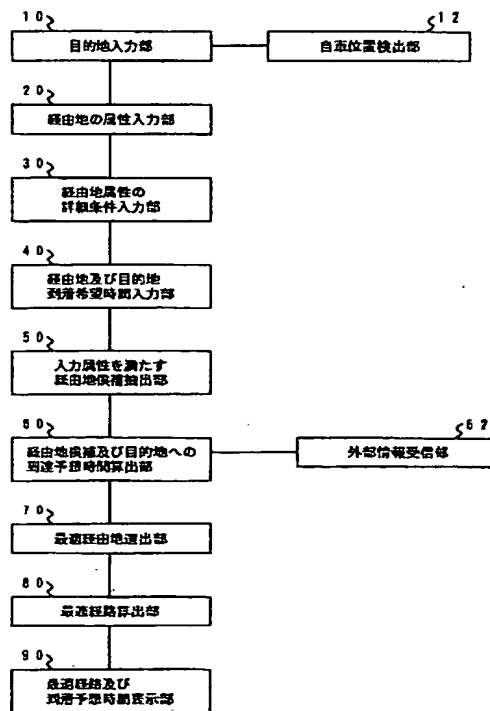 10
12
目的地入力部
自車位置検出部
20
経由地の属性入力部
30
経由地属性の
詳細条件入力部
40
経由地及び目的地
到着希望時間入力部
50
入力属性を満たす
経由地候補抽出部
60
62
経由地候補及び目的地への
到達予想時間算出部
外部情報受信部
70
最適経由地選出部
80
最適経路算出部
90
最適経路及び
到着予想時間表示部